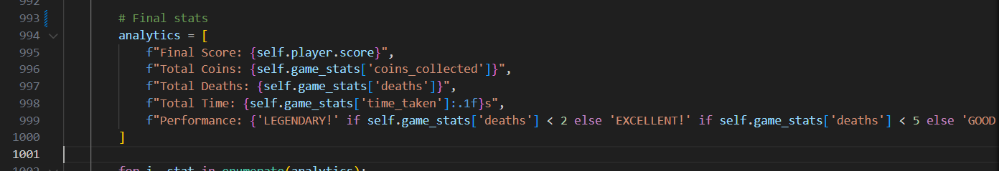 992
993 # Final stats
994 analytics = [
995 f"Final Score: {self.player.score}",
996 f"Total Coins: {self.game_stats['coins_collected']}",
997 f"Total Deaths: {self.game_stats['deaths']}",
998 f"Total Time: {self.game_stats['time_taken']:.1f}s",
999 f"Performance: {'LEGENDARY!' if self.game_stats['deaths'] < 2 else 'EXCELLENT!' if self.game_stats['deaths'] < 5 else 'GOOD
1000 ]
1001
1002 for i, stat in enumerate(analytics):